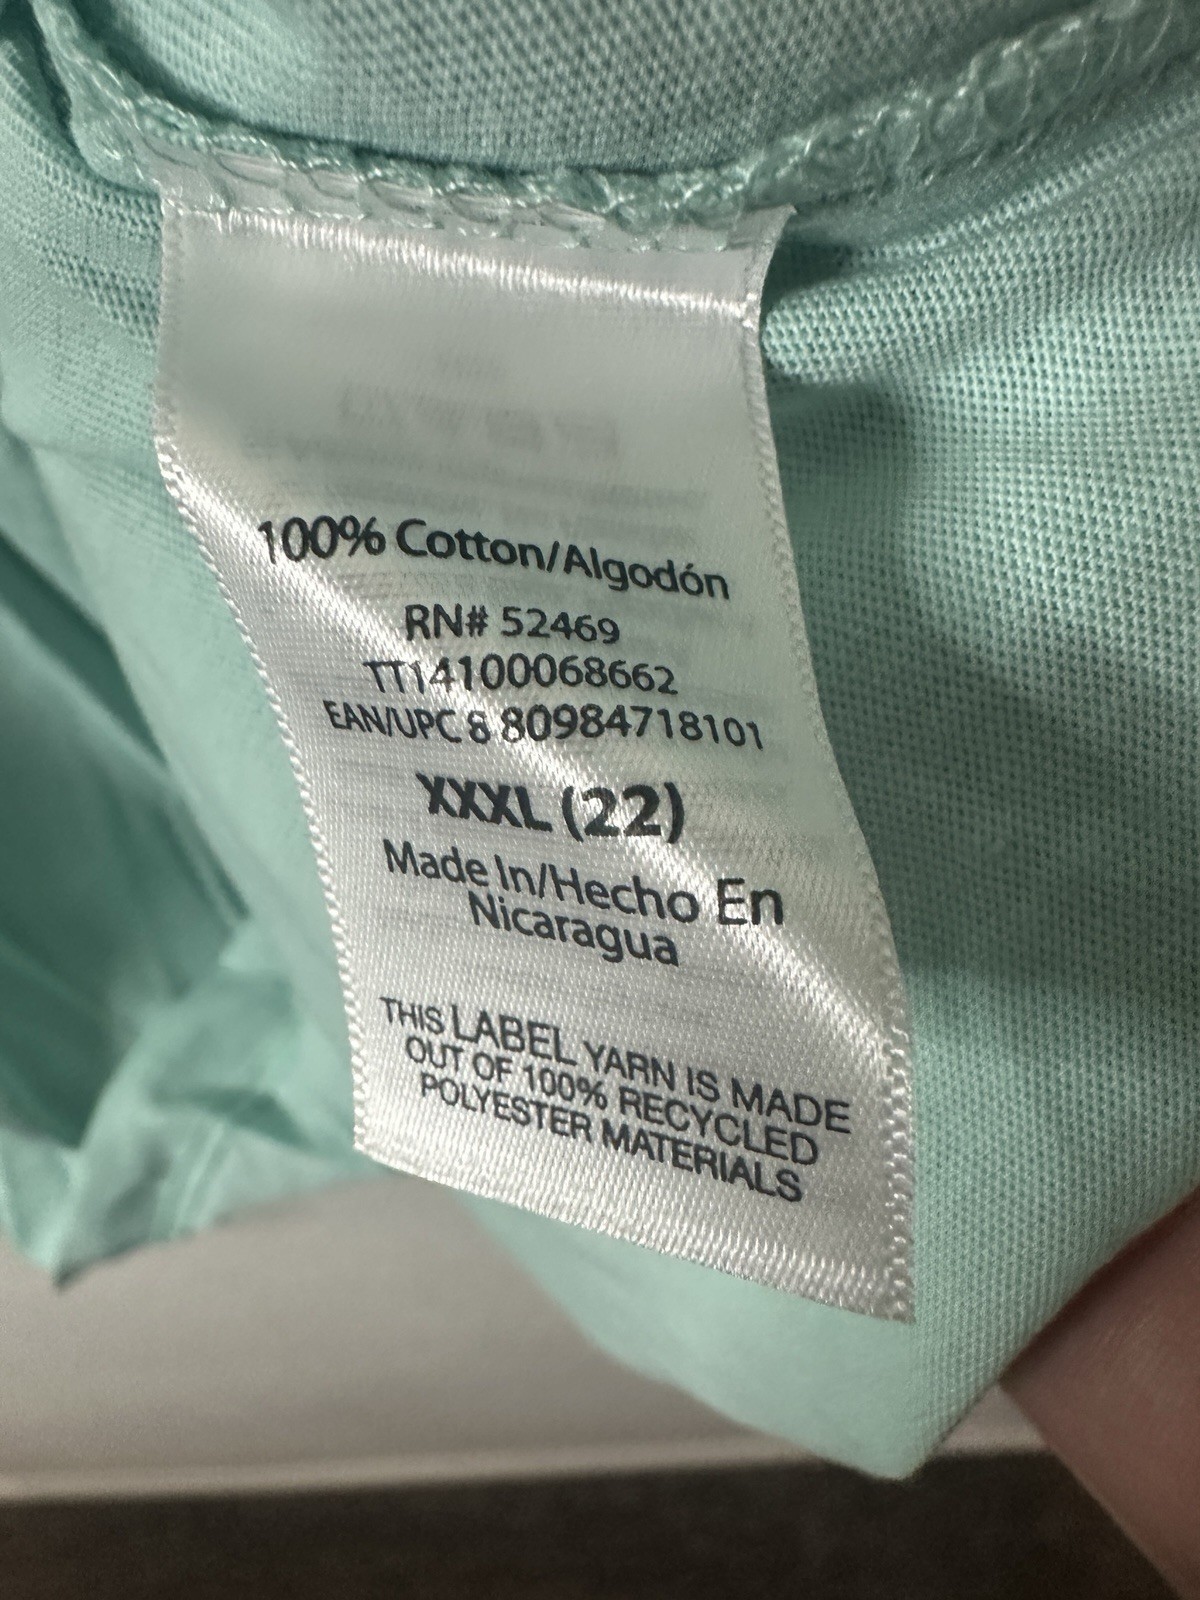 100% Cotton/Algodón
RN# 52469
TT14100068662
EAN/UPC 8 80984718101
XXXL (22)
Made In/Hecho En
Nicaragua
THIS LABEL YARN IS MADE
OUT OF 100% RECYCLED
POLYESTER MATERIALS